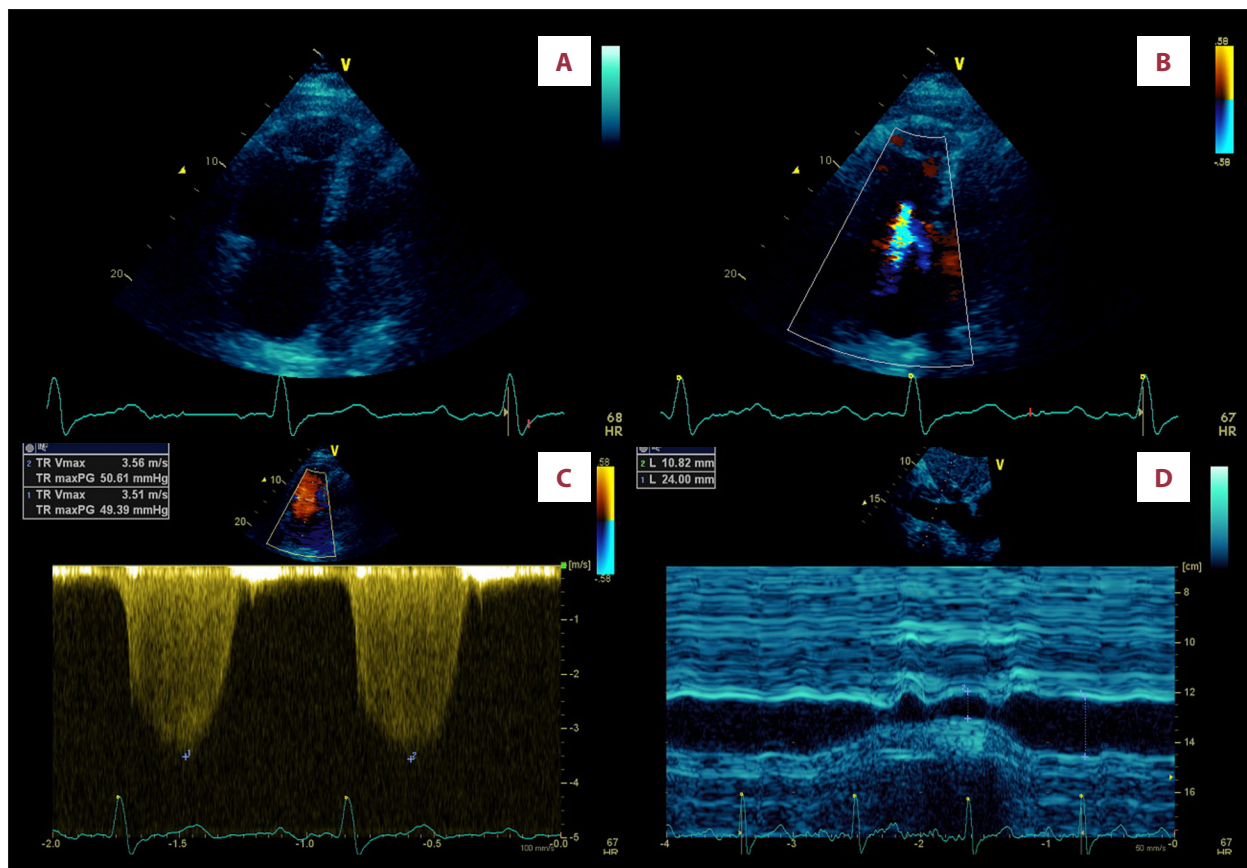 A
V
10
20
68
HR
B
V
.58
-.58
10
20
67
HR
C
2 TR Vmax 3.56 m/s
TR maxPG 50.61 mmHg
1 TR Vmax 3.51 m/s
TR maxPG 49.39 mmHg
V
10
20
.58
-.58
[m/s]
-1
-2
-3
-4
-5
1
2
-2.0
-1.5
-1.0
-0.5
0.0
100 mm/s
67
HR
D
2 L 10.82 mm
1 L 24.00 mm
V
10
15
[cm]
8
10
12
14
16
-4
-3
-2
-1
0
50 mm/s
67
HR